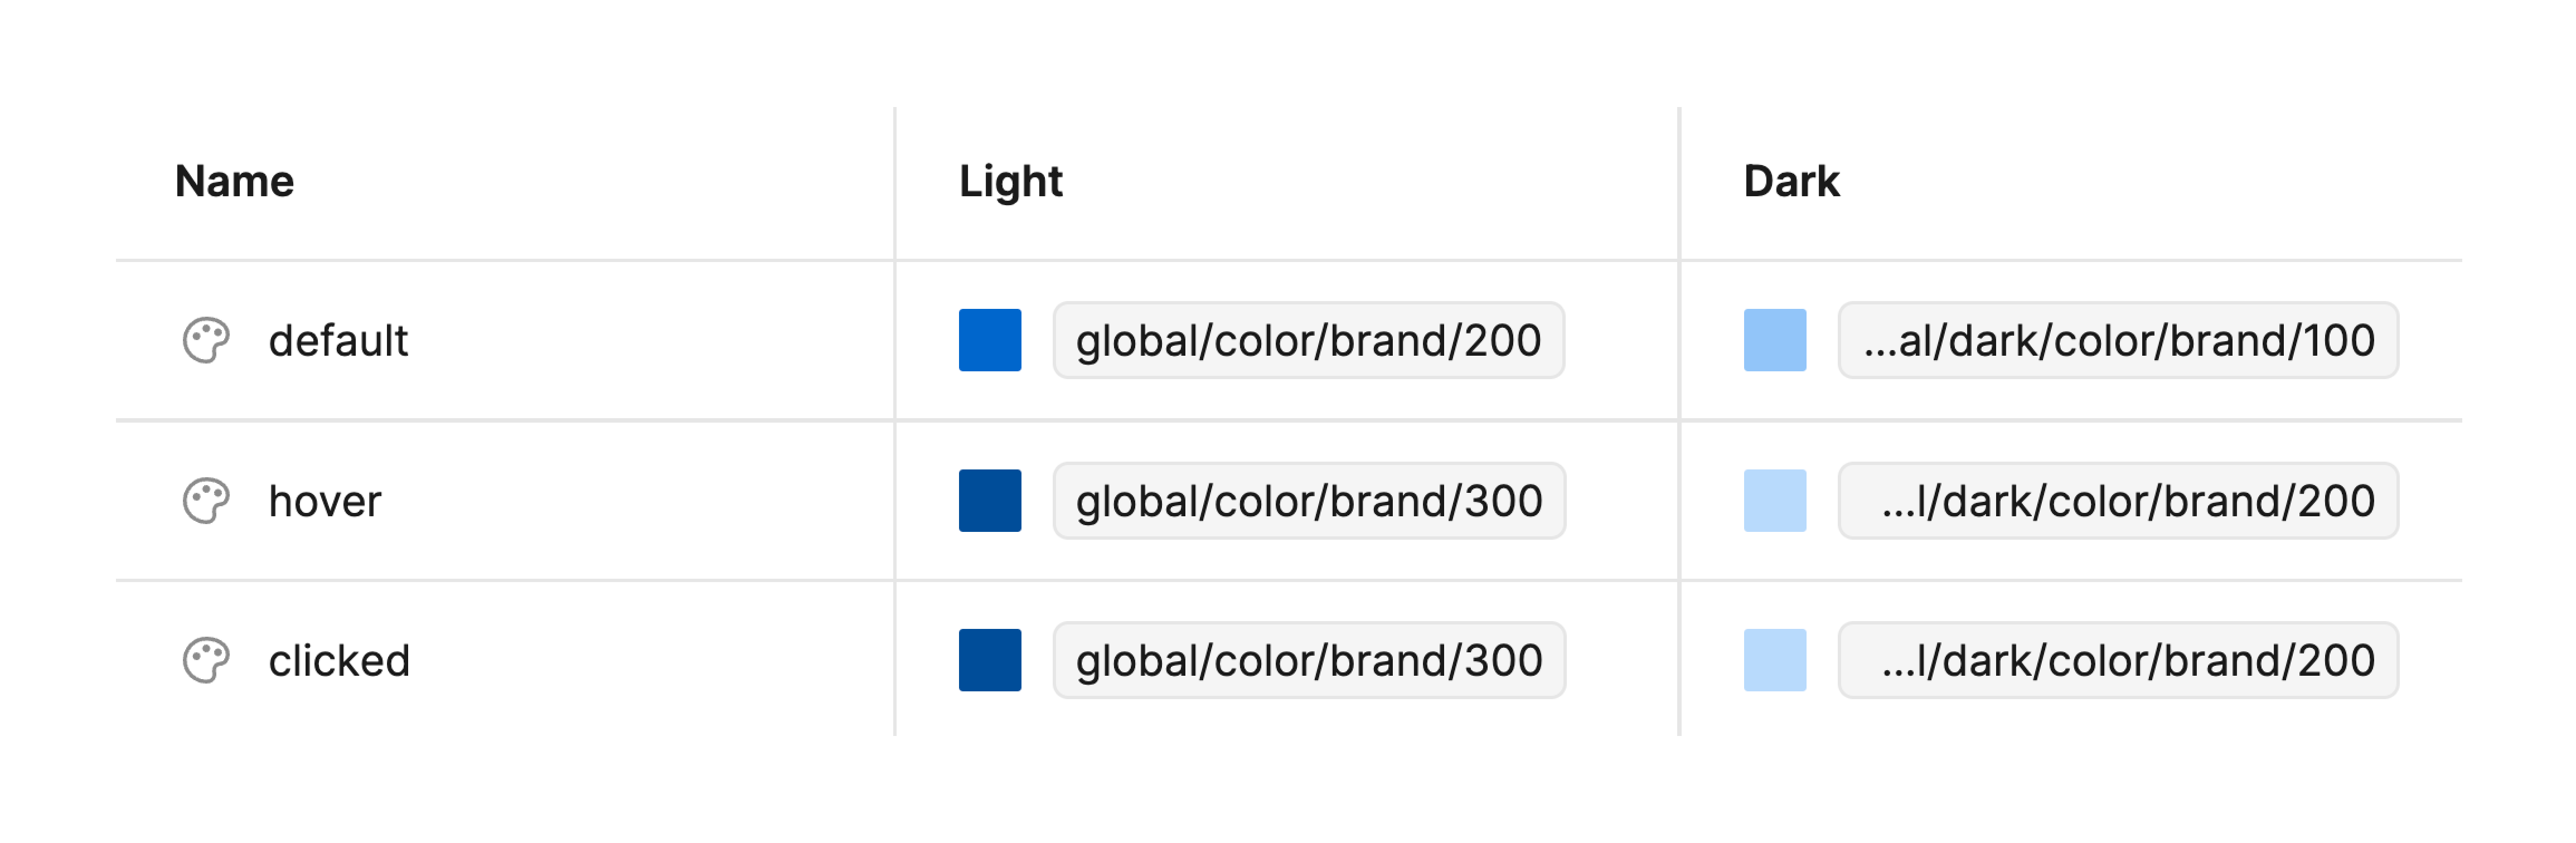 Name Light Dark
default global/color/brand/200 ...al/dark/color/brand/100
hover global/color/brand/300 ...l/dark/color/brand/200
clicked global/color/brand/300 ...l/dark/color/brand/200